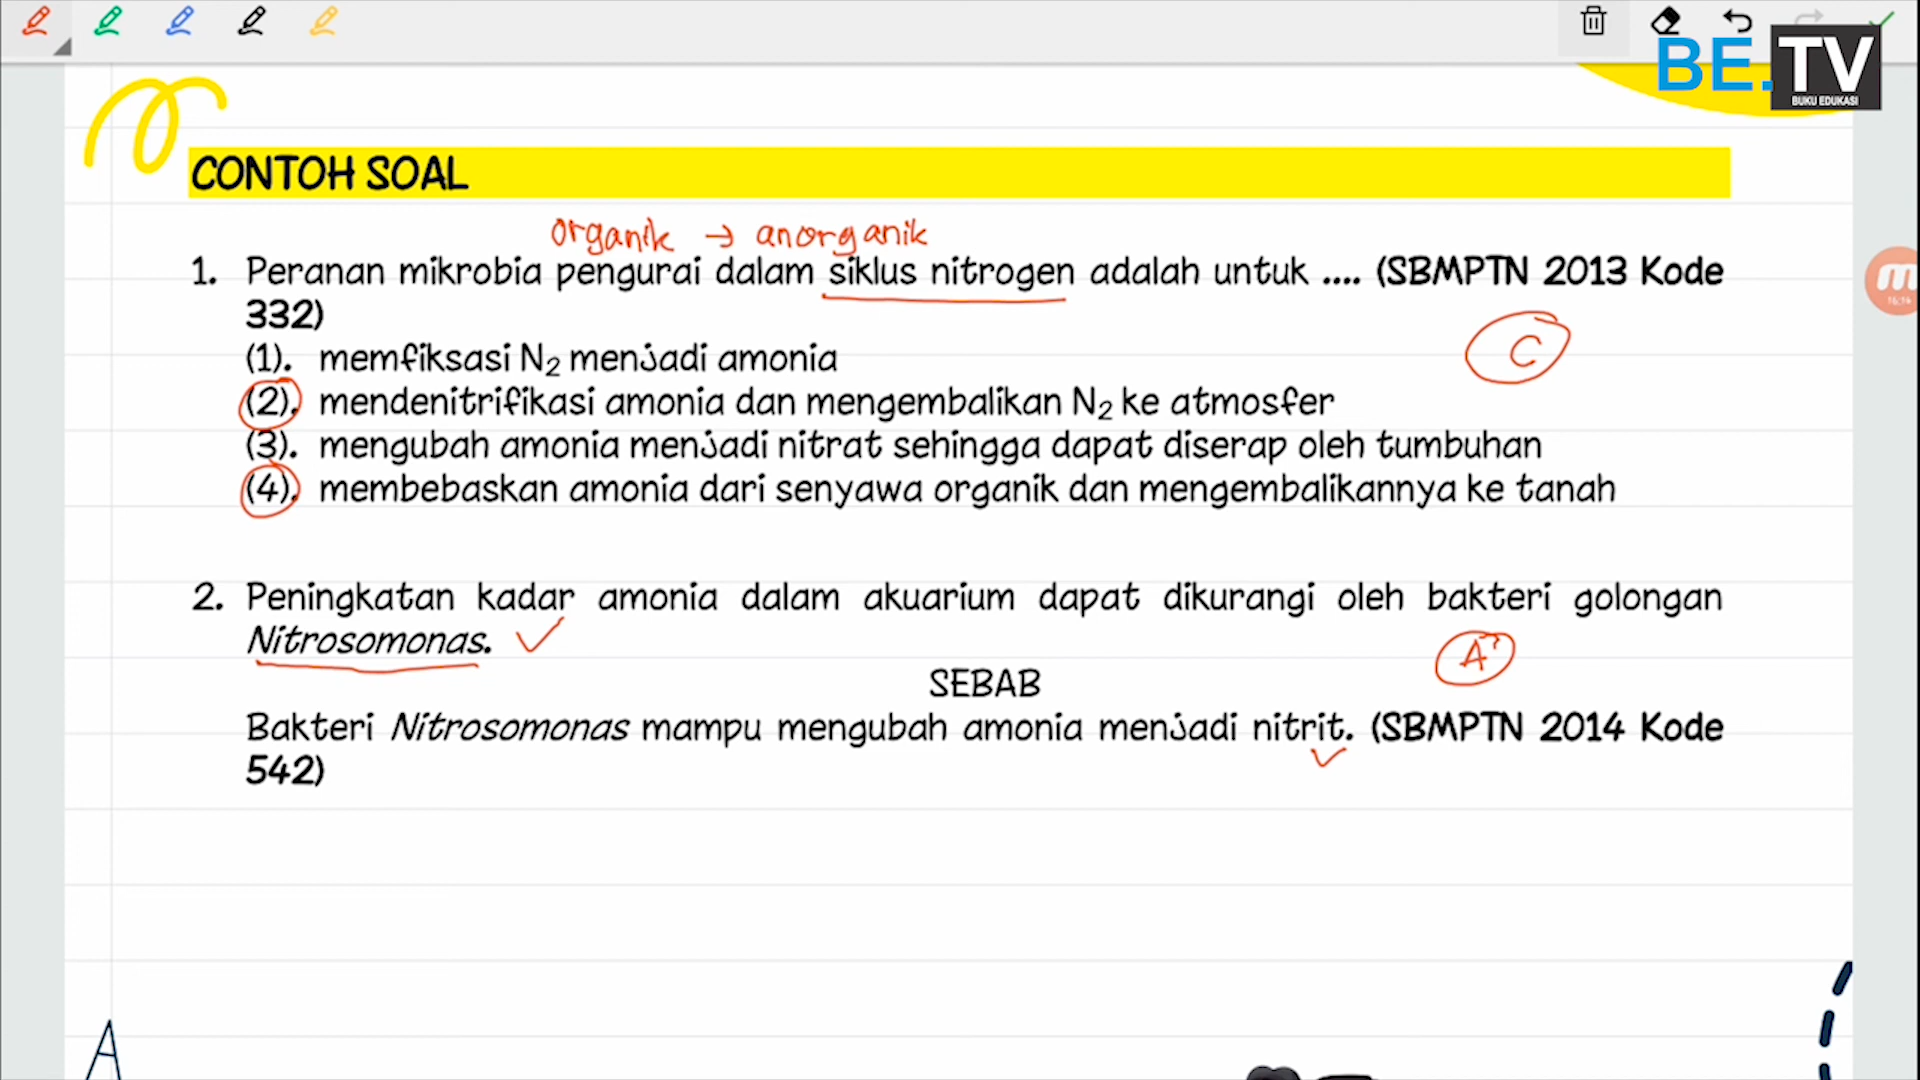 BE.TV
BUKU EDUKASI
CONTOH SOAL
organik → anorganik
1. Peranan mikrobia pengurai dalam siklus nitrogen adalah untuk .... (SBMPTN 2013 Kode
332)
C
(1). memfiksasi N₂ menjadi amonia
(2). mendenitrifikasi amonia dan mengembalikan N₂ ke atmosfer
(3). mengubah amonia menjadi nitrat sehingga dapat diserap oleh tumbuhan
(4). membebaskan amonia dari senyawa organik dan mengembalikannya ke tanah
2. Peningkatan kadar amonia dalam akuarium dapat dikurangi oleh bakteri golongan
Nitrosomonas.
A
SEBAB
Bakteri Nitrosomonas mampu mengubah amonia menjadi nitrit. (SBMPTN 2014 Kode
542)
A